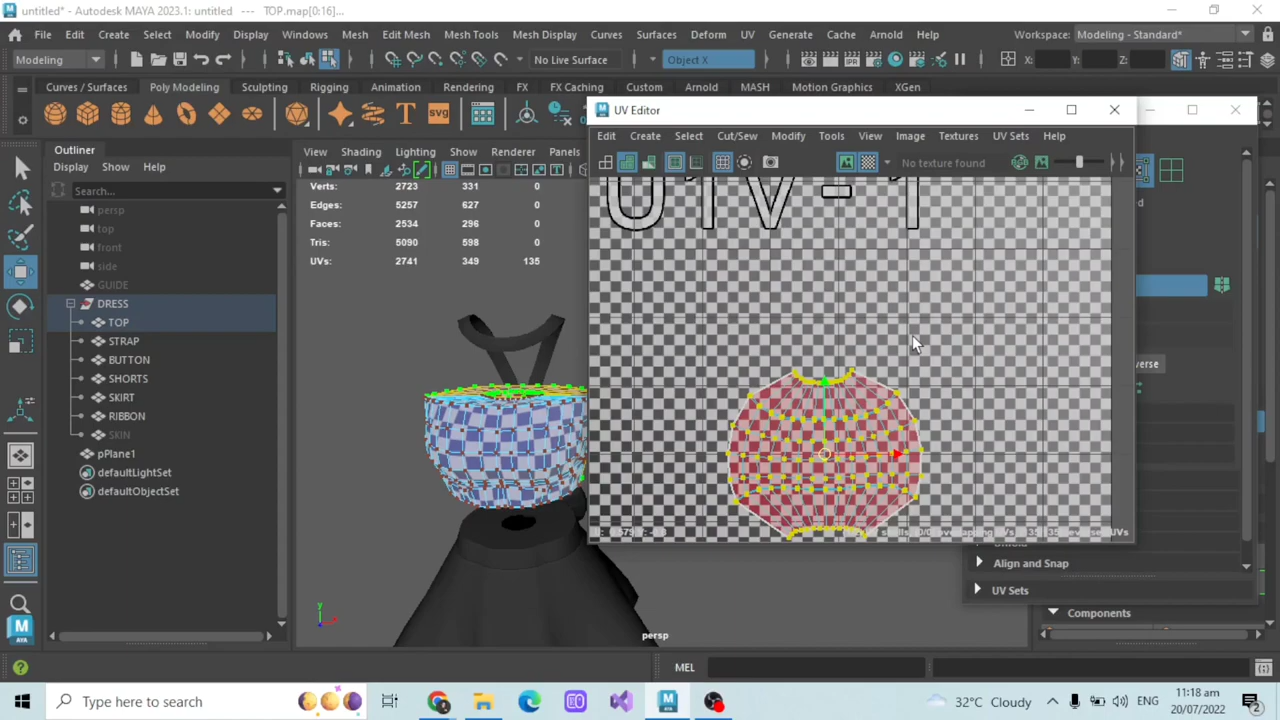 untitled* - Autodesk MAYA 2023.1: untitled --- TOP.map[0:16]...
File Edit Create Select Modify Display Windows Mesh Edit Mesh Mesh Tools Mesh Display Curves Surfaces Deform UV Generate Cache Arnold Help Workspace: Modeling - Standard*
Modeling No Live Surface Object X X: Y: Z:
Curves / Surfaces Poly Modeling Sculpting Rigging Animation Rendering FX FX Caching Custom Arnold MASH Motion Graphics XGen
T svg
UV Editor
Edit Create Select Cut/Sew Modify Tools View Image Textures UV Sets Help
No texture found
Outliner
Display Show Help
Search...
persp
top
front
side
GUIDE
DRESS
TOP
STRAP
BUTTON
SHORTS
SKIRT
RIBBON
SKIN
pPlane1
defaultLightSet
defaultObjectSet
View Shading Lighting Show Renderer Panels
Verts: 2723 331 0
Edges: 5257 627 0
Faces: 2534 296 0
Tris: 5090 598 0
UVs: 2741 349 135
U1V-1
Align and Snap
UV Sets
Components
y
persp
MEL
M
MAYA
Type here to search
32°C Cloudy
ENG
11:18 am
20/07/2022
2